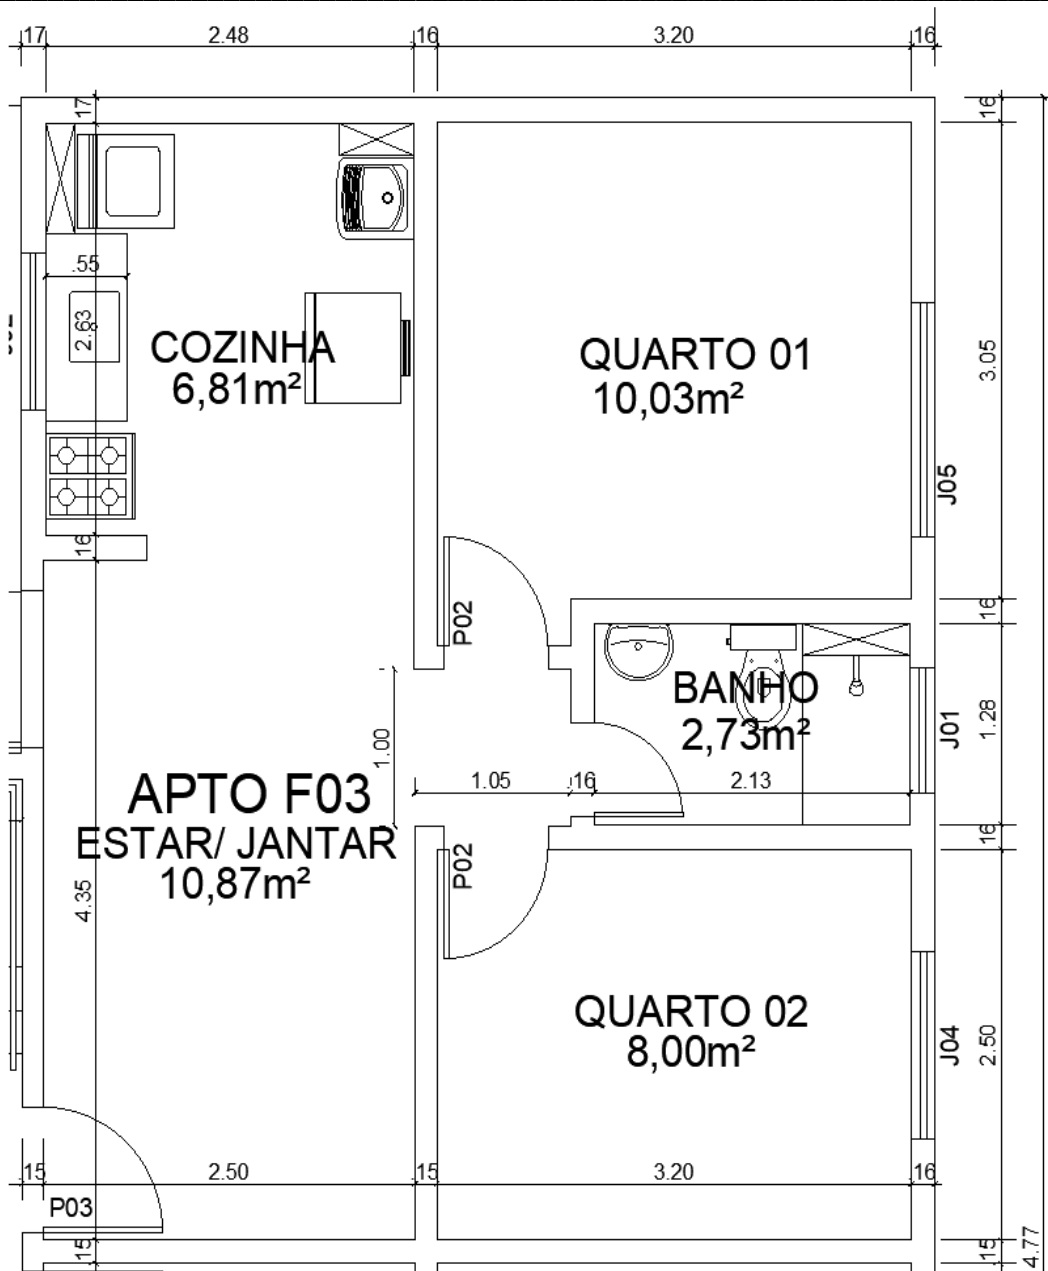 .17
2.48
.16
3.20
.16
17
16
.55
2.63
COZINHA
6,81m²
QUARTO 01
10,03m²
3.05
J05
16
P02
16
BANHO
2,73m²
1.28
J01
1.00
1.05
.16
2.13
APTO F03
ESTAR/ JANTAR
10,87m²
4.35
P02
16
QUARTO 02
8,00m²
J04
2.50
.15
2.50
.15
3.20
.16
P03
.15
.15
4.77